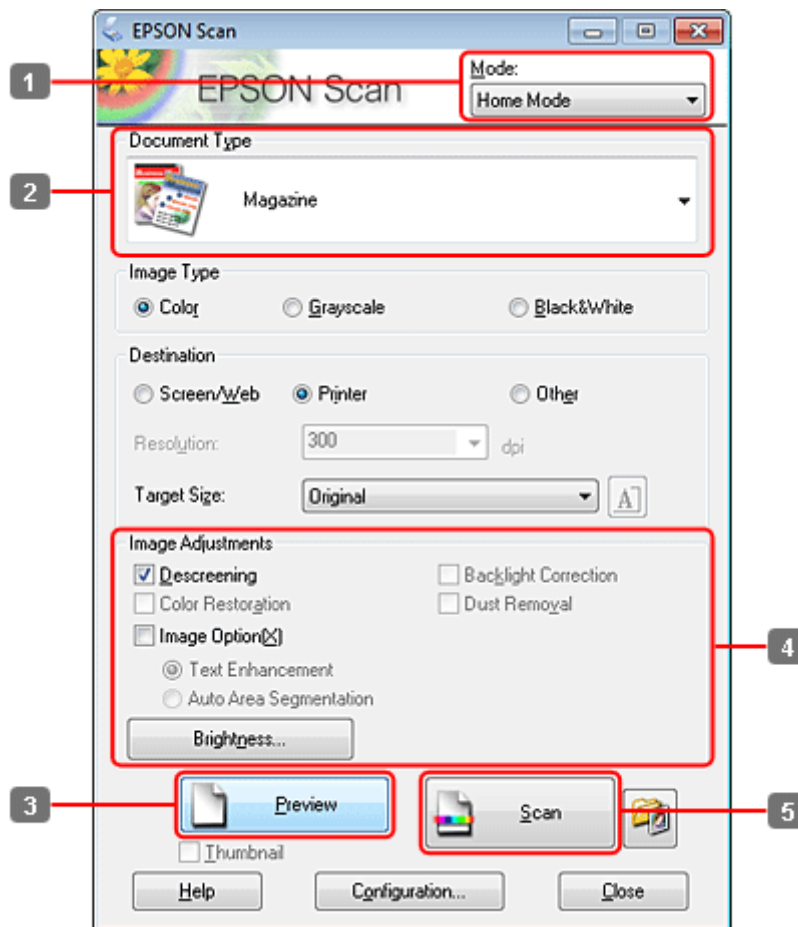 EPSON Scan
EPSON Scan
Mode:
Home Mode
1
Document Type
Magazine
2
Image Type
Color Grayscale Black&White
Destination
Screen/Web Printer Other
Resolution: 300 dpi
Target Size: Original A
Image Adjustments
Descreening Backlight Correction
Color Restoration Dust Removal
Image Option(X)
Text Enhancement
Auto Area Segmentation
Brightness...
4
3
Preview
Scan
5
Thumbnail
Help Configuration... Close